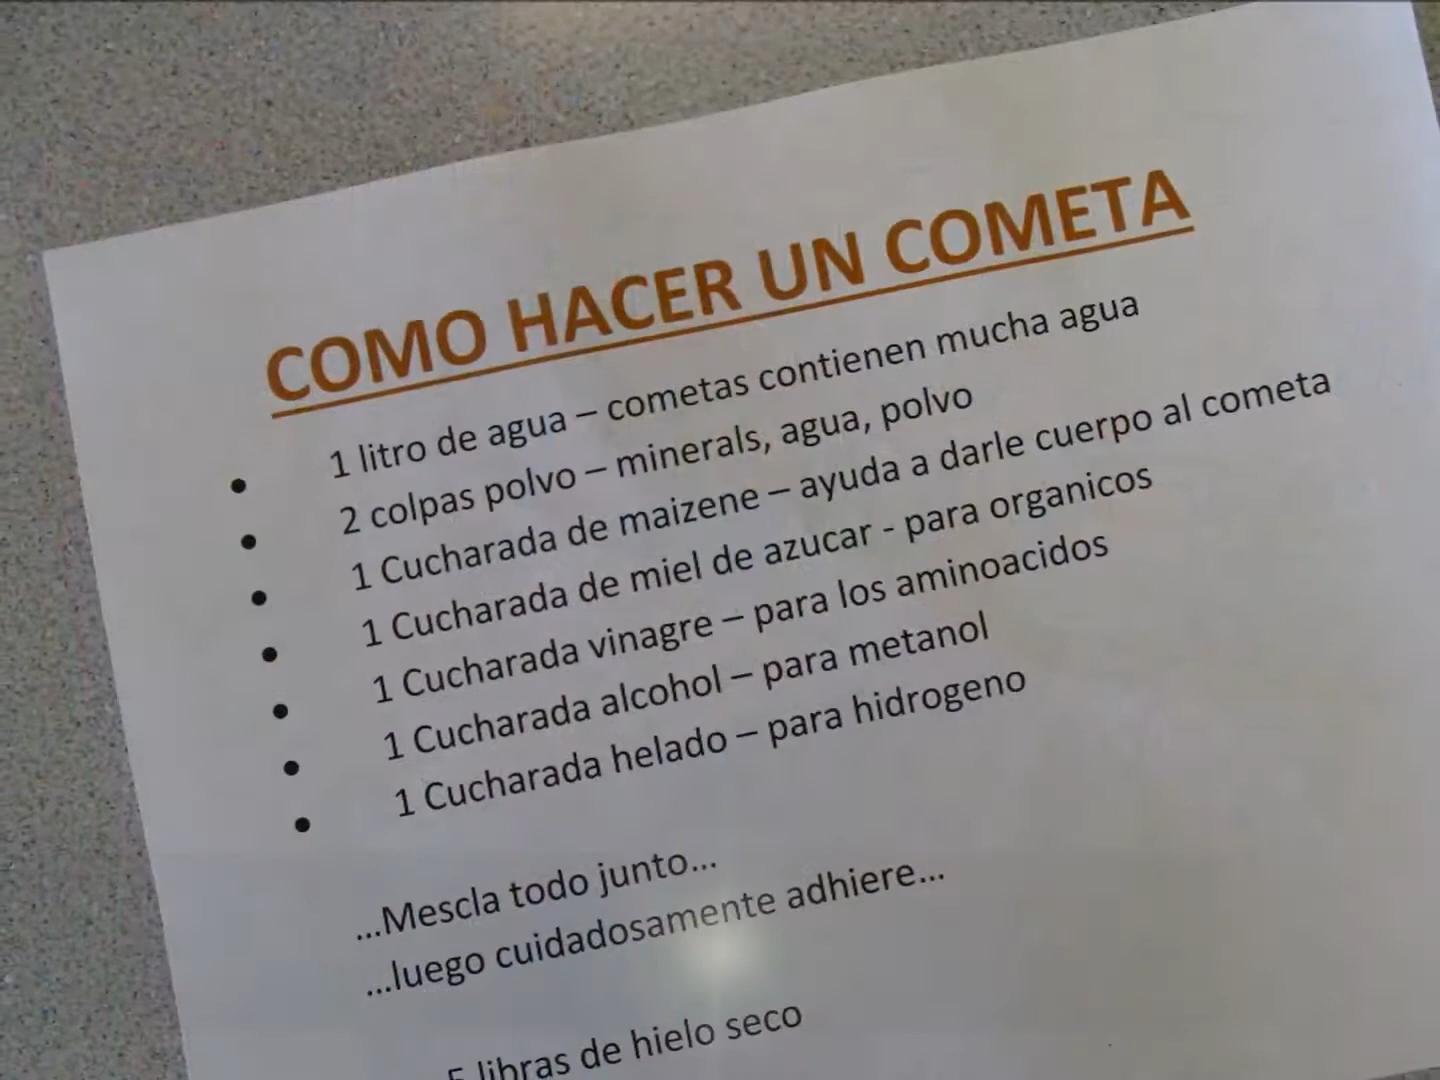 COMO HACER UN COMETA
• 1 litro de agua – cometas contienen mucha agua
• 2 colpas polvo – minerals, agua, polvo
• 1 Cucharada de maizene – ayuda a darle cuerpo al cometa
• 1 Cucharada de miel de azucar - para organicos
• 1 Cucharada vinagre – para los aminoacidos
• 1 Cucharada alcohol – para metanol
• 1 Cucharada helado – para hidrogeno
...Mescla todo junto...
...luego cuidadosamente adhiere...
5 libras de hielo seco